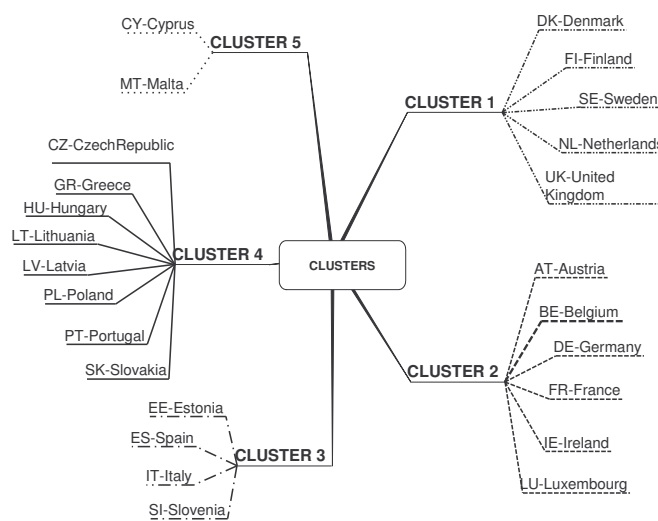 CY-Cyprus
CLUSTER 5
MT-Malta
DK-Denmark
FI-Finland
CLUSTER 1
SE-Sweden
NL-Netherlands
UK-United
Kingdom
CZ-CzechRepublic
GR-Greece
HU-Hungary
LT-Lithuania
CLUSTER 4
LV-Latvia
PL-Poland
PT-Portugal
SK-Slovakia
CLUSTERS
AT-Austria
BE-Belgium
DE-Germany
CLUSTER 2
FR-France
IE-Ireland
LU-Luxembourg
EE-Estonia
ES-Spain
CLUSTER 3
IT-Italy
SI-Slovenia